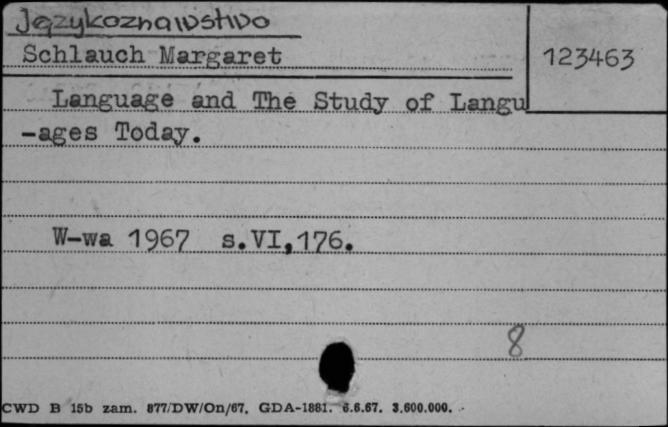 Językoznawstwo
Schlauch Margaret
123463
Language and The Study of Langu
-ages Today.
W-wa 1967 s.VI,176.
8
CWD B 15b zam. 877/DW/On/67. GDA-1881. 6.6.67. 3.600.000.